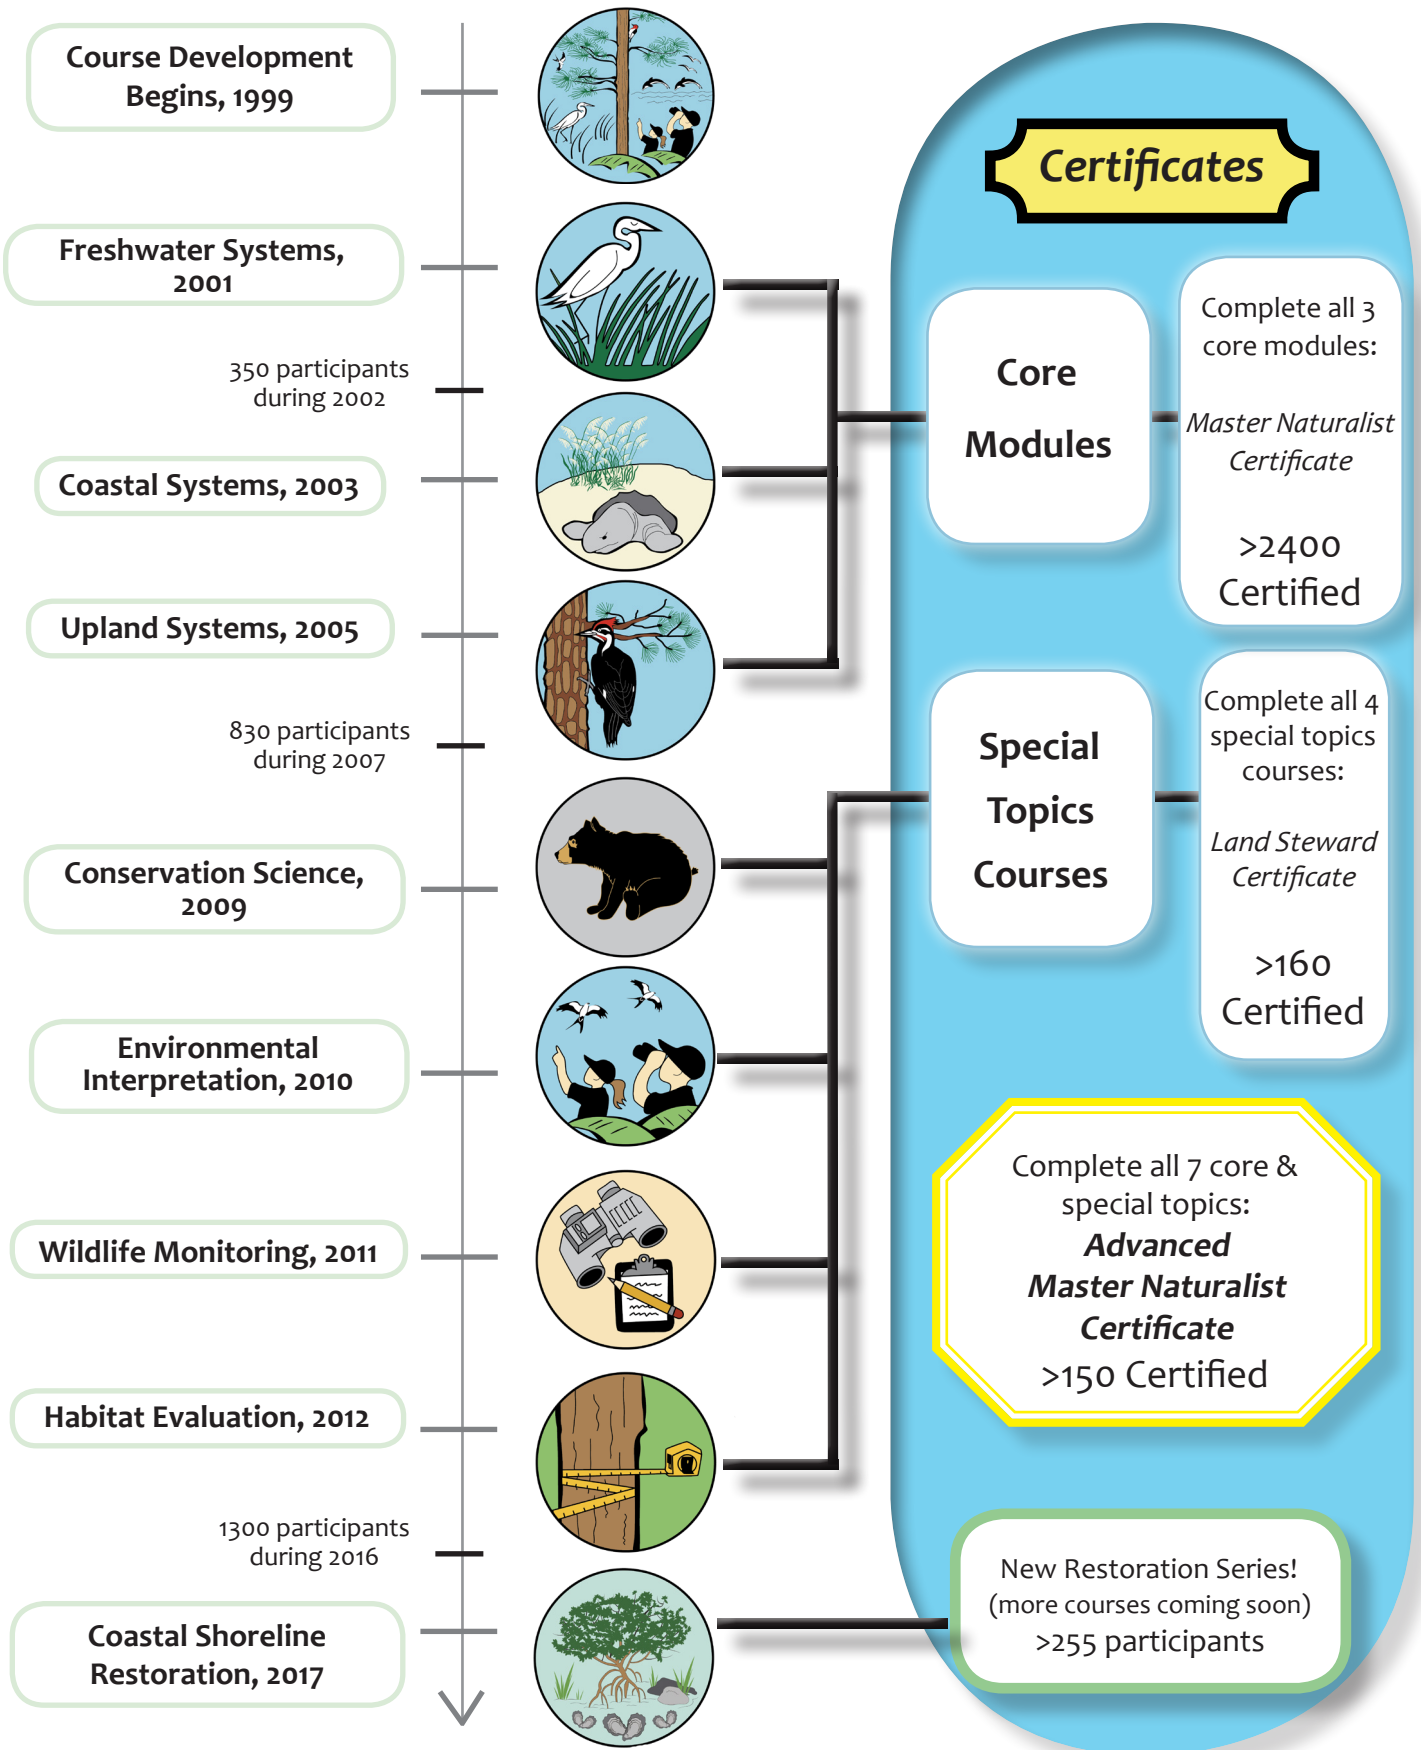 Course Development
Begins, 1999
Freshwater Systems,
2001
350 participants
during 2002
Coastal Systems, 2003
Upland Systems, 2005
830 participants
during 2007
Conservation Science,
2009
Environmental
Interpretation, 2010
Wildlife Monitoring, 2011
Habitat Evaluation, 2012
1300 participants
during 2016
Coastal Shoreline
Restoration, 2017
Certificates
Core
Modules
Complete all 3
core modules:
Master Naturalist
Certificate
>2400
Certified
Special
Topics
Courses
Complete all 4
special topics
courses:
Land Steward
Certificate
>160
Certified
Complete all 7 core &
special topics:
Advanced
Master Naturalist
Certificate
>150 Certified
New Restoration Series!
(more courses coming soon)
>255 participants